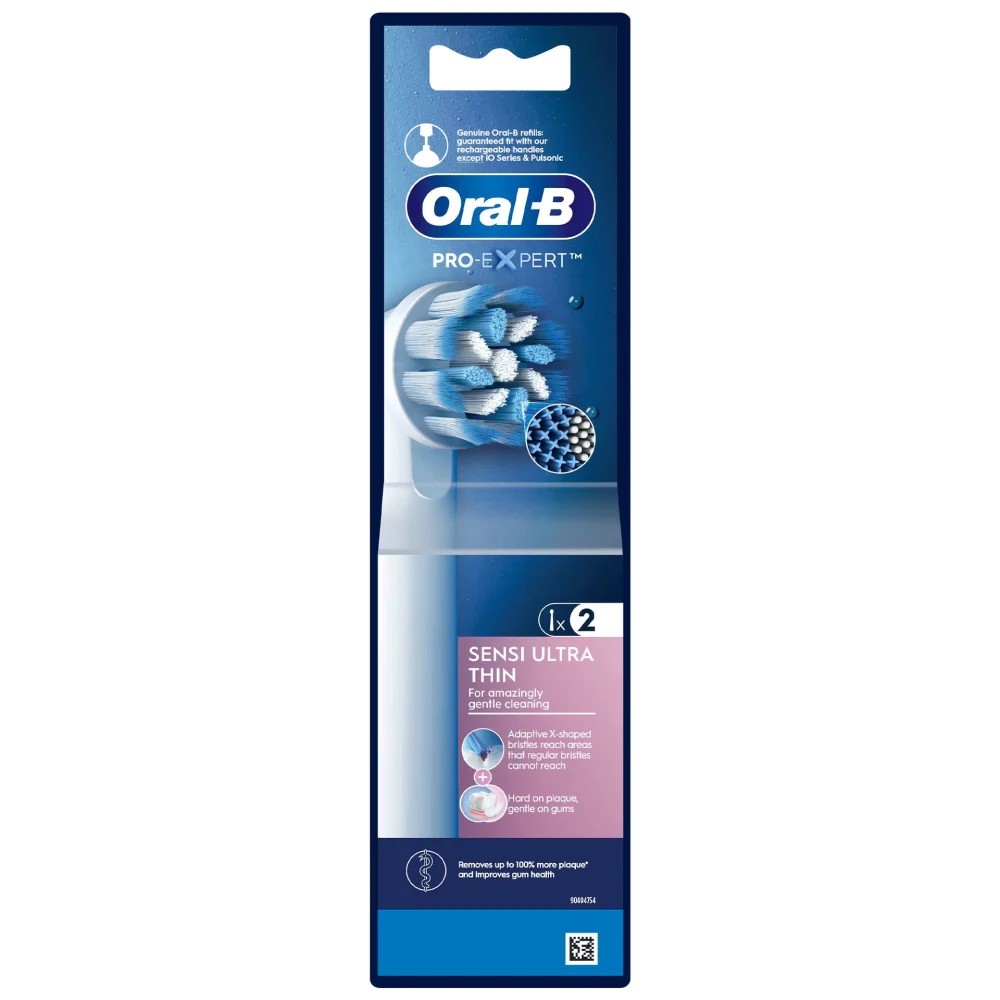 Genuine Oral-B refills:
guaranteed fit with our
rechargeable handles
except iO Series & Pulsonic
Oral-B
PRO-EXPERT™
1x 2
SENSI ULTRA
THIN
For amazingly
gentle cleaning
Adaptive X-shaped
bristles reach areas
that regular bristles
cannot reach
+
Hard on plaque,
gentle on gums
Removes up to 100% more plaque*
and improves gum health
90404754